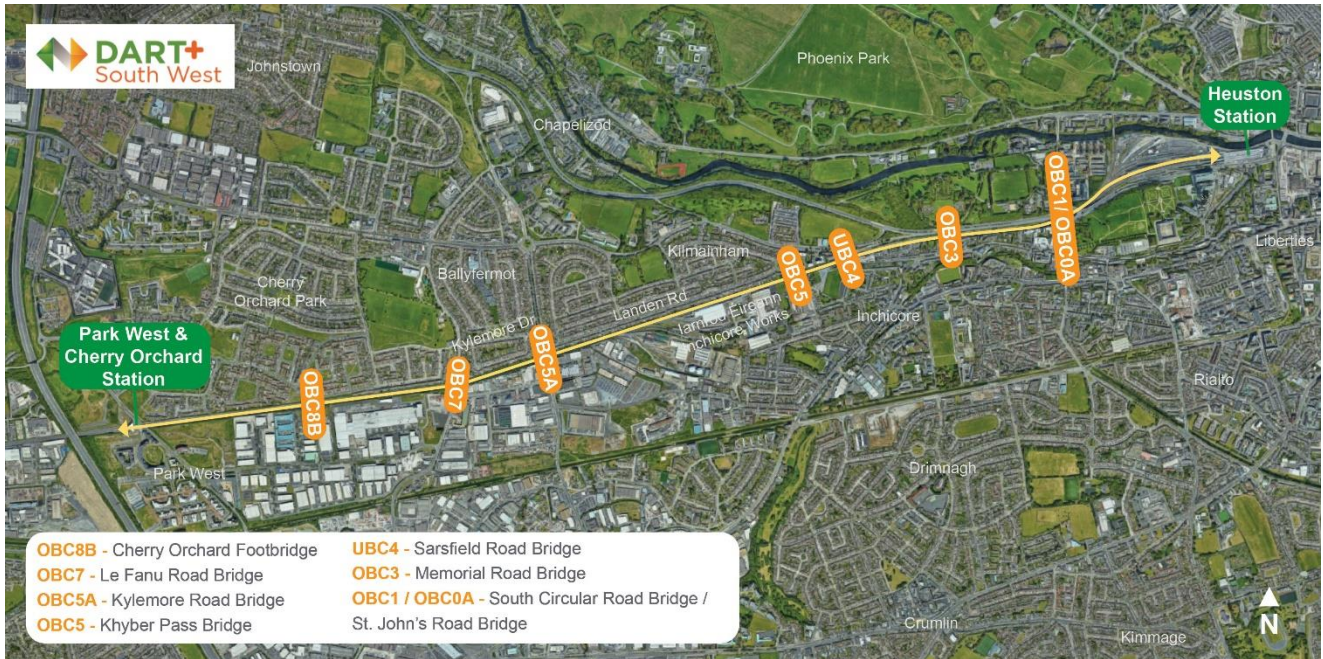 DART+
South West
Johnstown
Phoenix Park
Heuston
Station
Chapelizod
OBC1/ OBC0A
OBC3
UBC4
OBC5
Liberties
Kilmainham
Cherry
Orchard Park
Ballyfermot
Landen Rd
Iarnród Éireann
Inchicore Works
Inchicore
Kylemore Dr
Park West &
Cherry Orchard
Station
OBC5A
OBC7
OBC8B
Rialto
Park West
Drimnagh
OBC8B - Cherry Orchard Footbridge
OBC7 - Le Fanu Road Bridge
OBC5A - Kylemore Road Bridge
OBC5 - Khyber Pass Bridge
UBC4 - Sarsfield Road Bridge
OBC3 - Memorial Road Bridge
OBC1 / OBC0A - South Circular Road Bridge /
St. John's Road Bridge
Crumlin
Kimmage
N